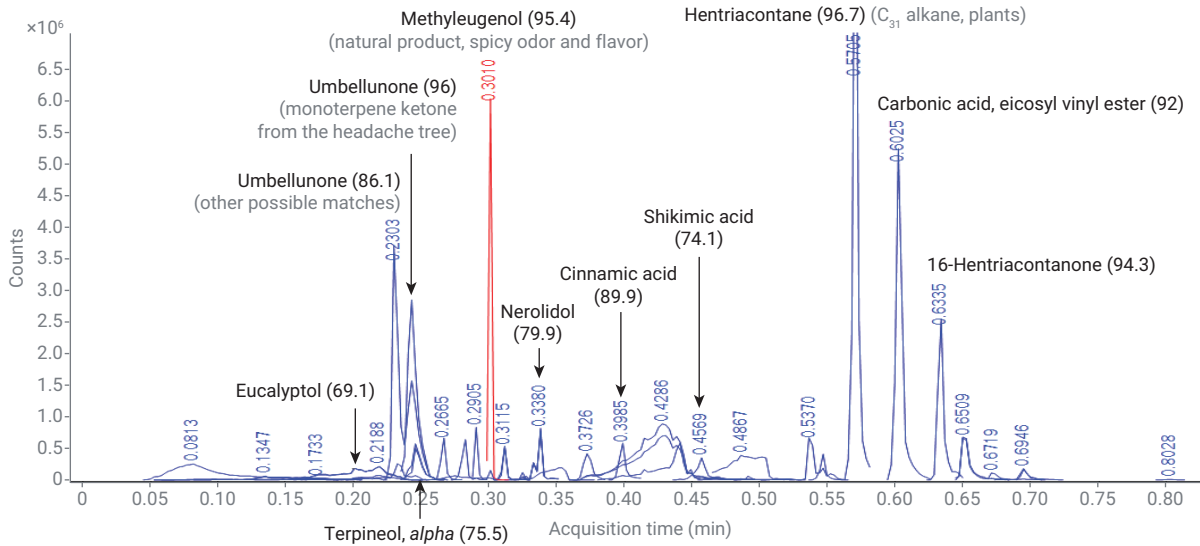 Methyleugenol (95.4)
(natural product, spicy odor and flavor)
Hentriacontane (96.7) (C₃₁ alkane, plants)
×10⁶
Umbellunone (96)
(monoterpene ketone
from the headache tree)
Carbonic acid, eicosyl vinyl ester (92)
Umbellunone (86.1)
(other possible matches)
Shikimic acid
(74.1)
Cinnamic acid
(89.9)
16-Hentriacontanone (94.3)
Nerolidol
(79.9)
Eucalyptol (69.1)
Counts
6.5
6.0
5.5
5.0
4.5
4.0
3.5
3.0
2.5
2.0
1.5
1.0
0.5
0
0.0813
0.1347
0.1733
0.2188
0.2303
0.2665
0.2905
0.3010
0.3115
0.3380
0.3726
0.3985
0.4286
0.4569
0.4867
0.5370
0.5705
0.6025
0.6335
0.6509
0.6719
0.6946
0.8028
0 0.05 0.10 0.15 0.20 0.25 0.30 0.35 0.40 0.45 0.50 0.55 0.60 0.65 0.70 0.75 0.80
Terpineol, alpha (75.5)
Acquisition time (min)